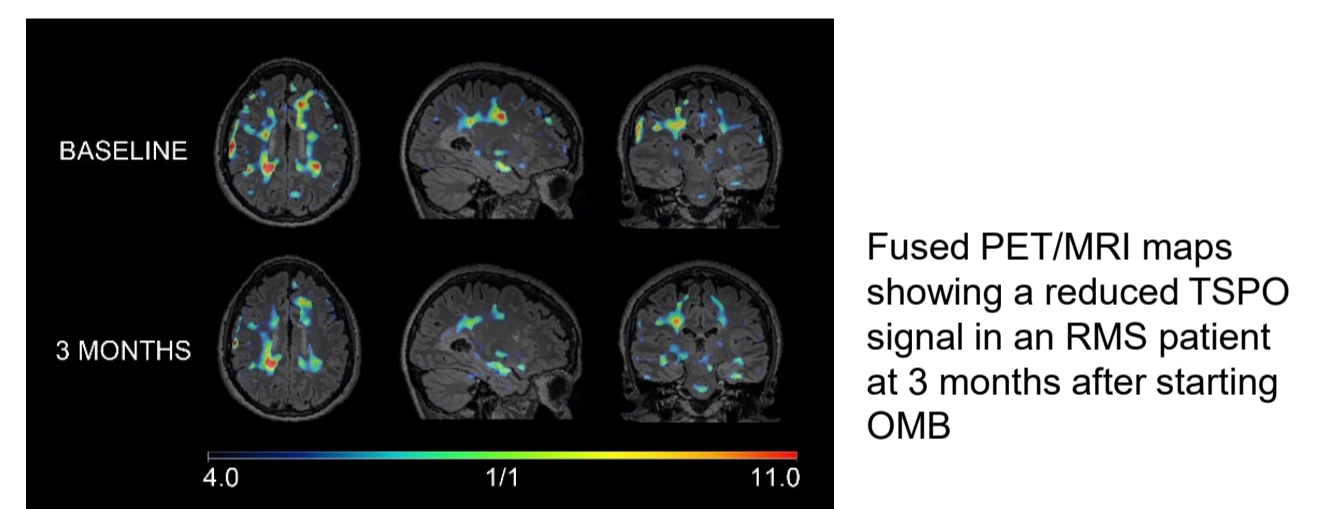 BASELINE
3 MONTHS
4.0 1/1 11.0
Fused PET/MRI maps
showing a reduced TSPO
signal in an RMS patient
at 3 months after starting
OMB